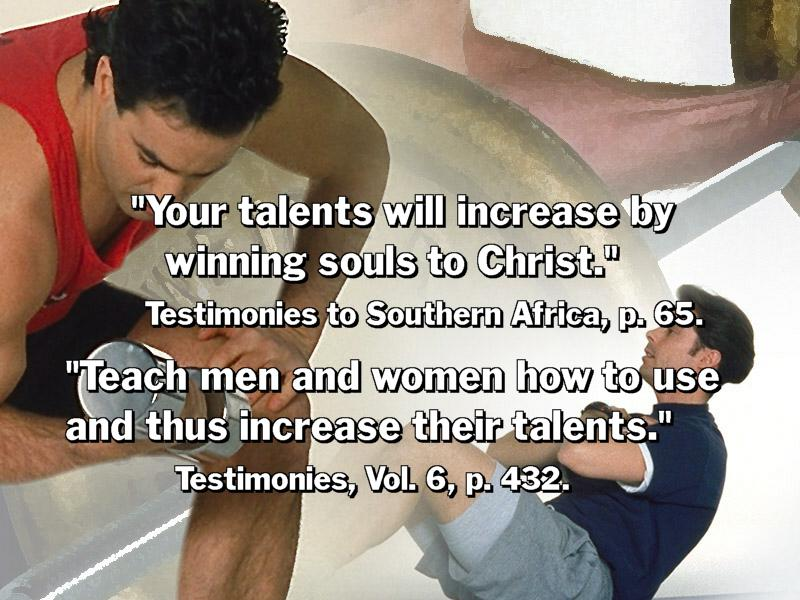 "Your talents will increase by
winning souls to Christ."
Testimonies to Southern Africa, p. 65.
"Teach men and women how to use
and thus increase their talents."
Testimonies, Vol. 6, p. 432.